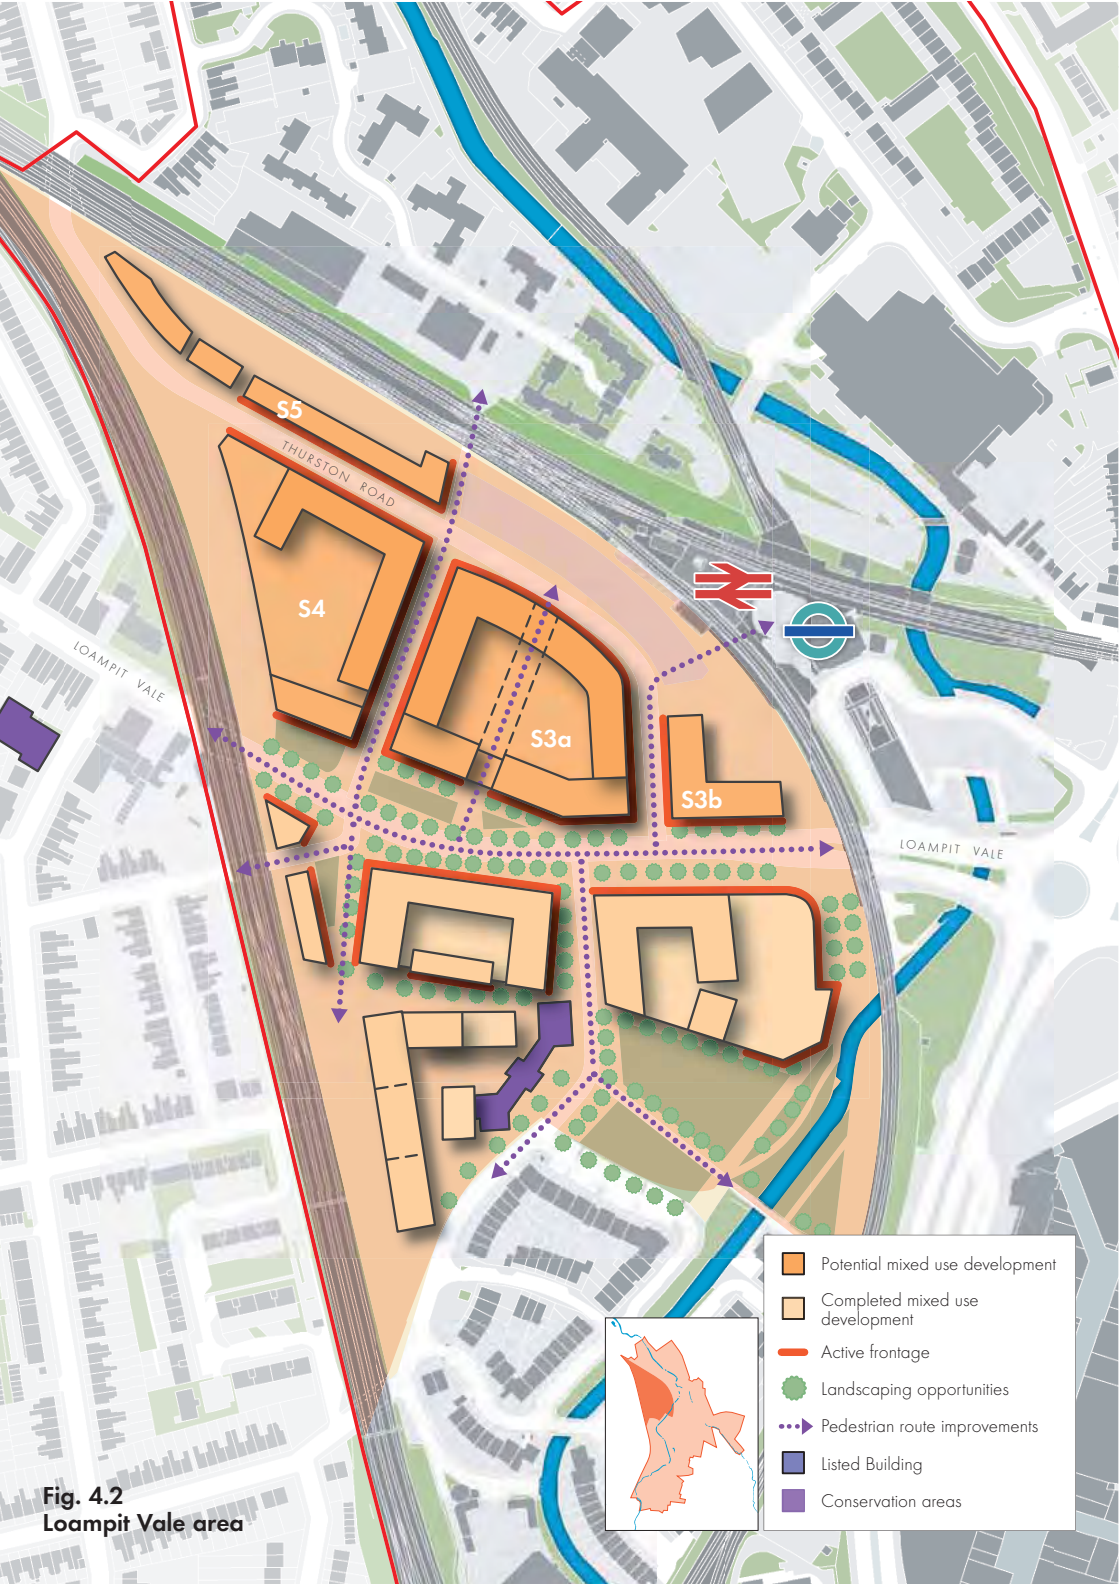 S5
THURSTON ROAD
S4
LOAMPIT VALE
S3a
S3b
LOAMPIT VALE
Potential mixed use development
Completed mixed use
development
Active frontage
Landscaping opportunities
Pedestrian route improvements
Listed Building
Conservation areas
Fig. 4.2
Loampit Vale area